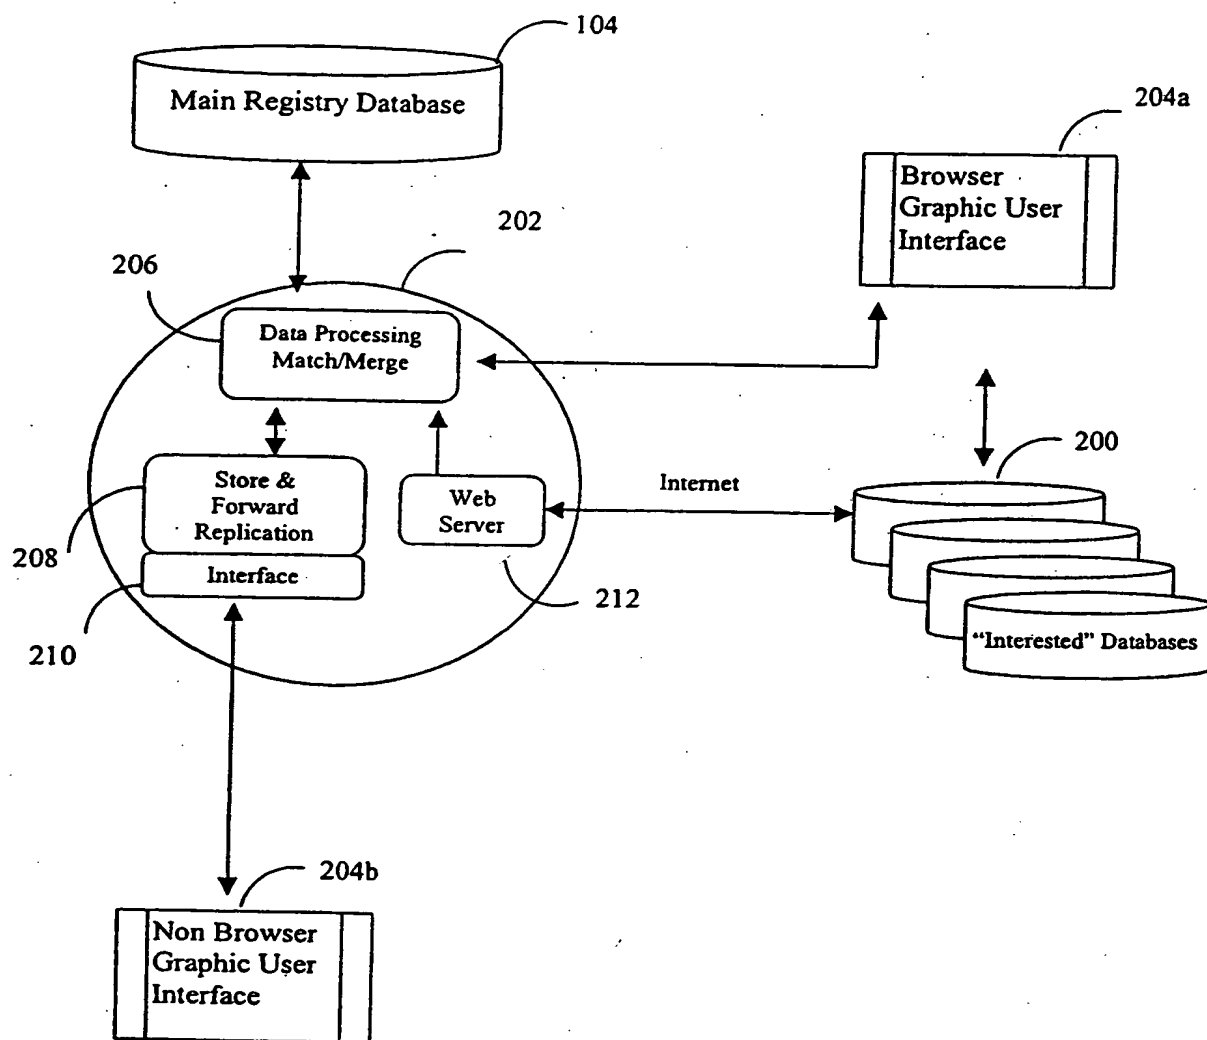 104
Main Registry Database
204a
Browser
Graphic User
Interface
202
206
Data Processing
Match/Merge
200
Store &
Forward
Replication
Web
Server
Internet
208
Interface
212
210
"Interested" Databases
204b
Non Browser
Graphic User
Interface